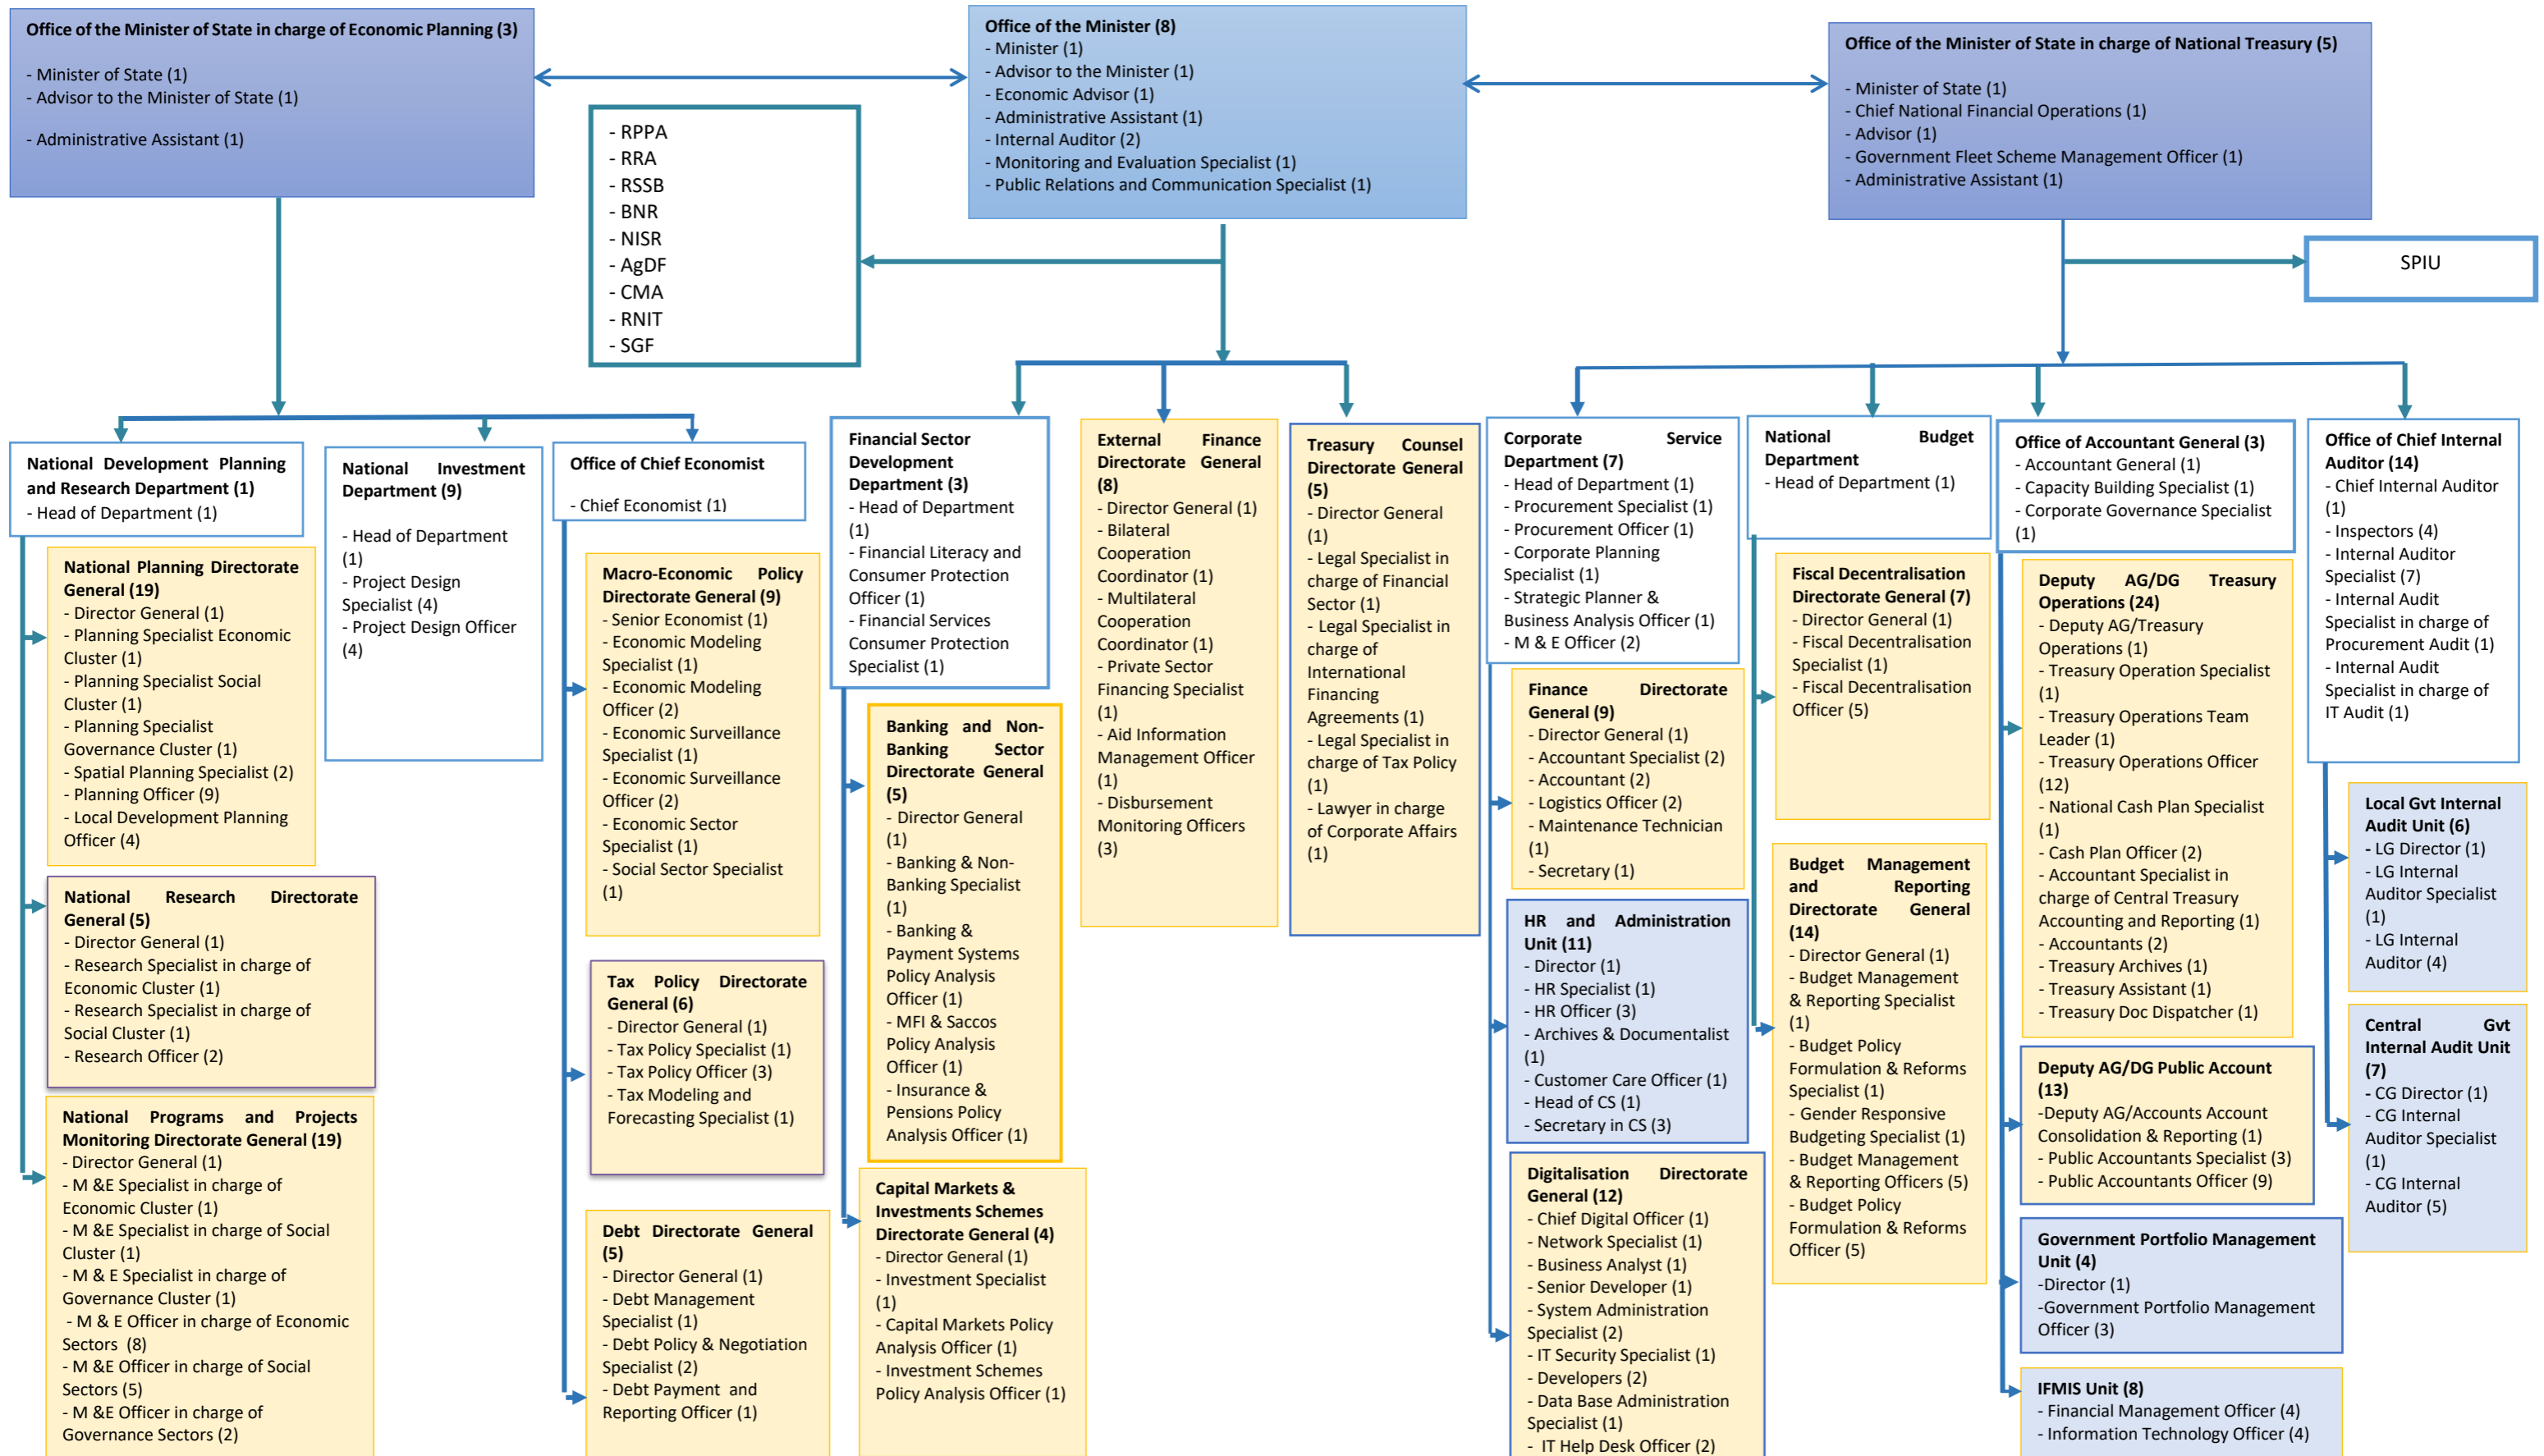 Office of the Minister of State in charge of Economic Planning (3)
- Minister of State (1)
- Advisor to the Minister of State (1)
- Administrative Assistant (1)
Office of the Minister (8)
- Minister (1)
- Advisor to the Minister (1)
- Economic Advisor (1)
- Administrative Assistant (1)
- Internal Auditor (2)
- Monitoring and Evaluation Specialist (1)
- Public Relations and Communication Specialist (1)
Office of the Minister of State in charge of National Treasury (5)
- Minister of State (1)
- Chief National Financial Operations (1)
- Advisor (1)
- Government Fleet Scheme Management Officer (1)
- Administrative Assistant (1)
- RPPA
- RRA
- RSSB
- BNR
- NISR
- AgDF
- CMA
- RNIT
- SGF
SPIU
National Development Planning
and Research Department (1)
- Head of Department (1)
National Planning Directorate
General (19)
- Director General (1)
- Planning Specialist Economic
Cluster (1)
- Planning Specialist Social
Cluster (1)
- Planning Specialist
Governance Cluster (1)
- Spatial Planning Specialist (2)
- Planning Officer (9)
- Local Development Planning
Officer (4)
National Research Directorate
General (5)
- Director General (1)
- Research Specialist in charge of
Economic Cluster (1)
- Research Specialist in charge of
Social Cluster (1)
- Research Officer (2)
National Programs and Projects
Monitoring Directorate General (19)
- Director General (1)
- M &E Specialist in charge of
Economic Cluster (1)
- M &E Specialist in charge of Social
Cluster (1)
- M & E Specialist in charge of
Governance Cluster (1)
- M & E Officer in charge of Economic
Sectors (8)
- M &E Officer in charge of Social
Sectors (5)
- M &E Officer in charge of
Governance Sectors (2)
National Investment
Department (9)
- Head of Department
(1)
- Project Design
Specialist (4)
- Project Design Officer
(4)
Office of Chief Economist
- Chief Economist (1)
Macro-Economic Policy
Directorate General (9)
- Senior Economist (1)
- Economic Modeling
Specialist (1)
- Economic Modeling
Officer (2)
- Economic Surveillance
Specialist (1)
- Economic Surveillance
Officer (2)
- Economic Sector
Specialist (1)
- Social Sector Specialist
(1)
Tax Policy Directorate
General (6)
- Director General (1)
- Tax Policy Specialist (1)
- Tax Policy Officer (3)
- Tax Modeling and
Forecasting Specialist (1)
Debt Directorate General
(5)
- Director General (1)
- Debt Management
Specialist (1)
- Debt Policy & Negotiation
Specialist (2)
- Debt Payment and
Reporting Officer (1)
Financial Sector
Development
Department (3)
- Head of Department
(1)
- Financial Literacy and
Consumer Protection
Officer (1)
- Financial Services
Consumer Protection
Specialist (1)
Banking and Non-
Banking Sector
Directorate General
(5)
- Director General
(1)
- Banking & Non-
Banking Specialist
(1)
- Banking &
Payment Systems
Policy Analysis
Officer (1)
- MFI & Saccos
Policy Analysis
Officer (1)
- Insurance &
Pensions Policy
Analysis Officer (1)
Capital Markets &
Investments Schemes
Directorate General (4)
- Director General (1)
- Investment Specialist
(1)
- Capital Markets Policy
Analysis Officer (1)
- Investment Schemes
Policy Analysis Officer (1)
External Finance
Directorate General
(8)
- Director General (1)
- Bilateral
Cooperation
Coordinator (1)
- Multilateral
Cooperation
Coordinator (1)
- Private Sector
Financing Specialist
(1)
- Aid Information
Management Officer
(1)
- Disbursement
Monitoring Officers
(3)
Treasury Counsel
Directorate General
(5)
- Director General
(1)
- Legal Specialist in
charge of Financial
Sector (1)
- Legal Specialist in
charge of
International
Financing
Agreements (1)
- Legal Specialist in
charge of Tax Policy
(1)
- Lawyer in charge
of Corporate Affairs
(1)
Corporate Service
Department (7)
- Head of Department (1)
- Procurement Specialist (1)
- Procurement Officer (1)
- Corporate Planning
Specialist (1)
- Strategic Planner &
Business Analysis Officer (1)
- M & E Officer (2)
Finance Directorate
General (9)
- Director General (1)
- Accountant Specialist (2)
- Accountant (2)
- Logistics Officer (2)
- Maintenance Technician
(1)
- Secretary (1)
HR and Administration
Unit (11)
- Director (1)
- HR Specialist (1)
- HR Officer (3)
- Archives & Documentalist
(1)
- Customer Care Officer (1)
- Head of CS (1)
- Secretary in CS (3)
Digitalisation Directorate
General (12)
- Chief Digital Officer (1)
- Network Specialist (1)
- Business Analyst (1)
- Senior Developer (1)
- System Administration
Specialist (2)
- IT Security Specialist (1)
- Developers (2)
- Data Base Administration
Specialist (1)
- IT Help Desk Officer (2)
National Budget
Department
- Head of Department (1)
Fiscal Decentralisation
Directorate General (7)
- Director General (1)
- Fiscal Decentralisation
Specialist (1)
- Fiscal Decentralisation
Officer (5)
Budget Management
and Reporting
Directorate General
(14)
- Director General (1)
- Budget Management
& Reporting Specialist
(1)
- Budget Policy
Formulation & Reforms
Specialist (1)
- Gender Responsive
Budgeting Specialist (1)
- Budget Management
& Reporting Officers (5)
- Budget Policy
Formulation & Reforms
Officer (5)
Office of Accountant General (3)
- Accountant General (1)
- Capacity Building Specialist (1)
- Corporate Governance Specialist
(1)
Deputy AG/DG Treasury
Operations (24)
- Deputy AG/Treasury
Operations (1)
- Treasury Operation Specialist
(1)
- Treasury Operations Team
Leader (1)
- Treasury Operations Officer
(12)
- National Cash Plan Specialist
(1)
- Cash Plan Officer (2)
- Accountant Specialist in
charge of Central Treasury
Accounting and Reporting (1)
- Accountants (2)
- Treasury Archives (1)
- Treasury Assistant (1)
- Treasury Doc Dispatcher (1)
Deputy AG/DG Public Account
(13)
-Deputy AG/Accounts Account
Consolidation & Reporting (1)
- Public Accountants Specialist (3)
- Public Accountants Officer (9)
Government Portfolio Management
Unit (4)
-Director (1)
-Government Portfolio Management
Officer (3)
IFMIS Unit (8)
- Financial Management Officer (4)
- Information Technology Officer (4)
Office of Chief Internal
Auditor (14)
- Chief Internal Auditor
(1)
- Inspectors (4)
- Internal Auditor
Specialist (7)
- Internal Audit
Specialist in charge of
Procurement Audit (1)
- Internal Audit
Specialist in charge of
IT Audit (1)
Local Gvt Internal
Audit Unit (6)
- LG Director (1)
- LG Internal
Auditor Specialist
(1)
- LG Internal
Auditor (4)
Central Gvt
Internal Audit Unit
(7)
- CG Director (1)
- CG Internal
Auditor Specialist
(1)
- CG Internal
Auditor (5)